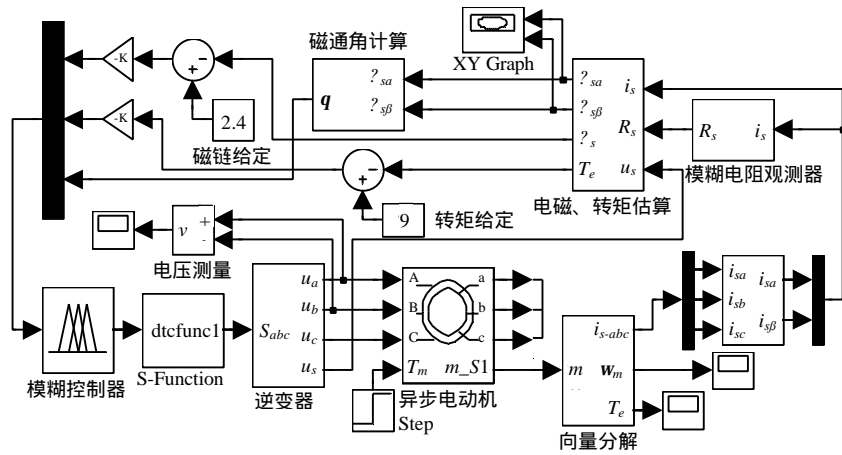 磁通角计算
XY Graph
-K
-K
2.4
磁链给定
q
?sa
?sβ
?sa
?sβ
?s
Te
is
Rs
us
电磁、转矩估算
Rs
is
模糊电阻观测器
9
转矩给定
v
+
-
电压测量
模糊控制器
dtcfunc1
S-Function
Sabc
ua
ub
uc
us
逆变器
A
B
C
Tm
a
b
c
m_S1
异步电动机
Step
m
is-abc
wm
Te
向量分解
isa
isb
isc
isa
isβ